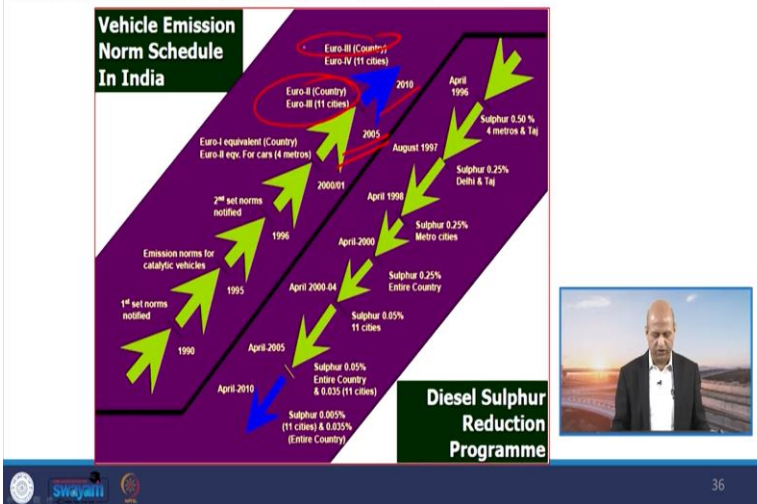 Vehicle Emission
Norm Schedule
In India
Euro-III (Country)
Euro-IV (11 cities)
2010
Euro-II (Country)
Euro-III (11 cities)
2005
Euro-I equivalent (Country)
Euro-II eqv. For cars (4 metros)
2000/01
2nd set norms
notified
1996
Emission norms for
catalytic vehicles
1995
1st set norms
notified
1990
April
1996
Sulphur 0.50 %
4 metros & Taj
August 1997
Sulphur 0.25%
Delhi & Taj
April 1998
Sulphur 0.25%
Metro cities
April-2000
Sulphur 0.25%
Entire Country
April 2000-04
Sulphur 0.05%
11 cities
April-2005
Sulphur 0.05%
Entire Country
& 0.035 (11 cities)
April-2010
Sulphur 0.005%
(11 cities) & 0.035%
(Entire Country)
Diesel Sulphur
Reduction
Programme
swayam
36